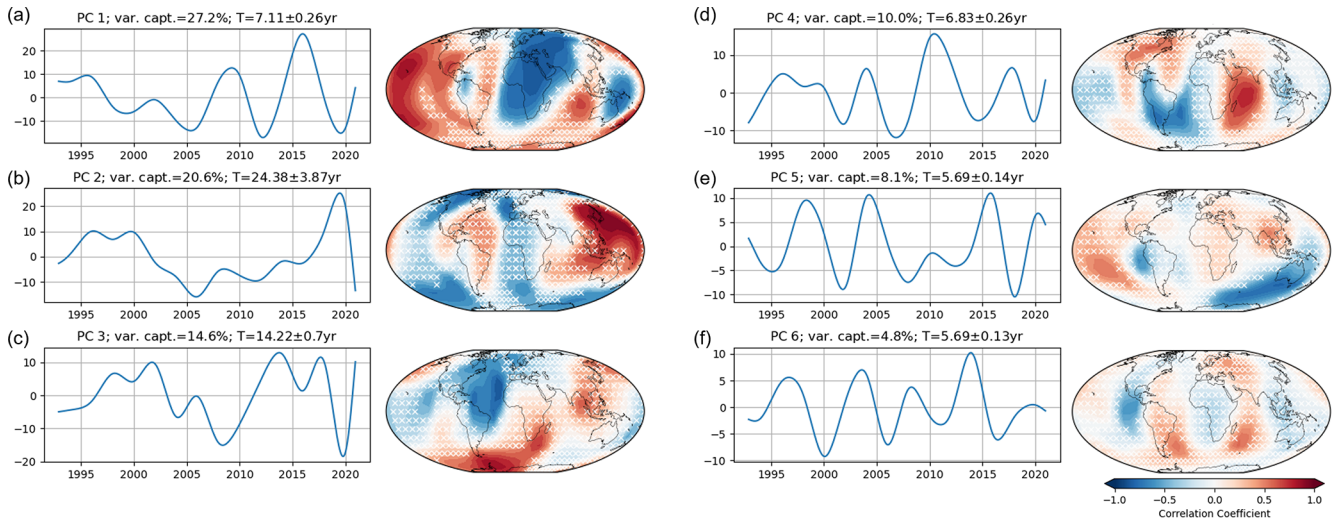 (a)
PC 1; var. capt.=27.2%; T=7.11±0.26yr
20
10
0
−10
1995 2000 2005 2010 2015 2020
(b)
PC 2; var. capt.=20.6%; T=24.38±3.87yr
20
10
0
−10
1995 2000 2005 2010 2015 2020
(c)
PC 3; var. capt.=14.6%; T=14.22±0.7yr
10
0
−10
−20
1995 2000 2005 2010 2015 2020
(d)
PC 4; var. capt.=10.0%; T=6.83±0.26yr
10
0
−10
1995 2000 2005 2010 2015 2020
(e)
PC 5; var. capt.=8.1%; T=5.69±0.14yr
10
5
0
−5
−10
1995 2000 2005 2010 2015 2020
(f)
PC 6; var. capt.=4.8%; T=5.69±0.13yr
10
5
0
−5
−10
1995 2000 2005 2010 2015 2020
−1.0 −0.5 0.0 0.5 1.0
Correlation Coefficient